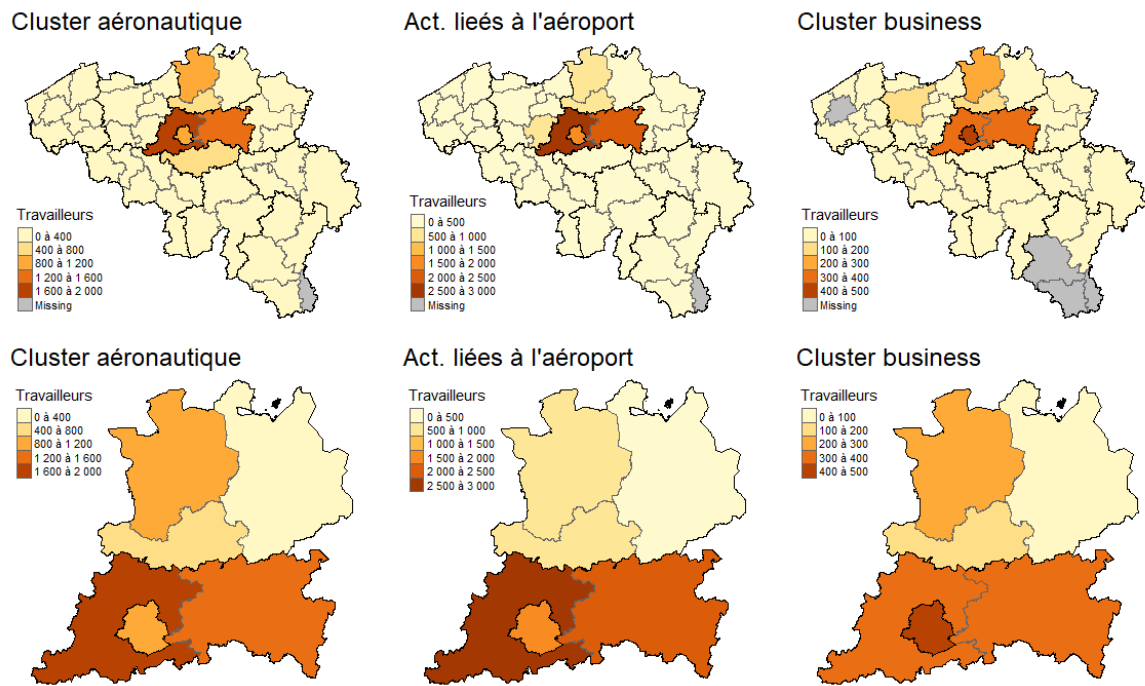 Cluster aéronautique
Act. lieés à l'aéroport
Cluster business
Travailleurs
0 à 400
400 à 800
800 à 1 200
1 200 à 1 600
1 600 à 2 000
Missing
Travailleurs
0 à 500
500 à 1 000
1 000 à 1 500
1 500 à 2 000
2 000 à 2 500
2 500 à 3 000
Missing
Travailleurs
0 à 100
100 à 200
200 à 300
300 à 400
400 à 500
Missing
Cluster aéronautique
Act. liées à l'aéroport
Cluster business
Travailleurs
0 à 400
400 à 800
800 à 1 200
1 200 à 1 600
1 600 à 2 000
Travailleurs
0 à 500
500 à 1 000
1 000 à 1 500
1 500 à 2 000
2 000 à 2 500
2 500 à 3 000
Travailleurs
0 à 100
100 à 200
200 à 300
300 à 400
400 à 500